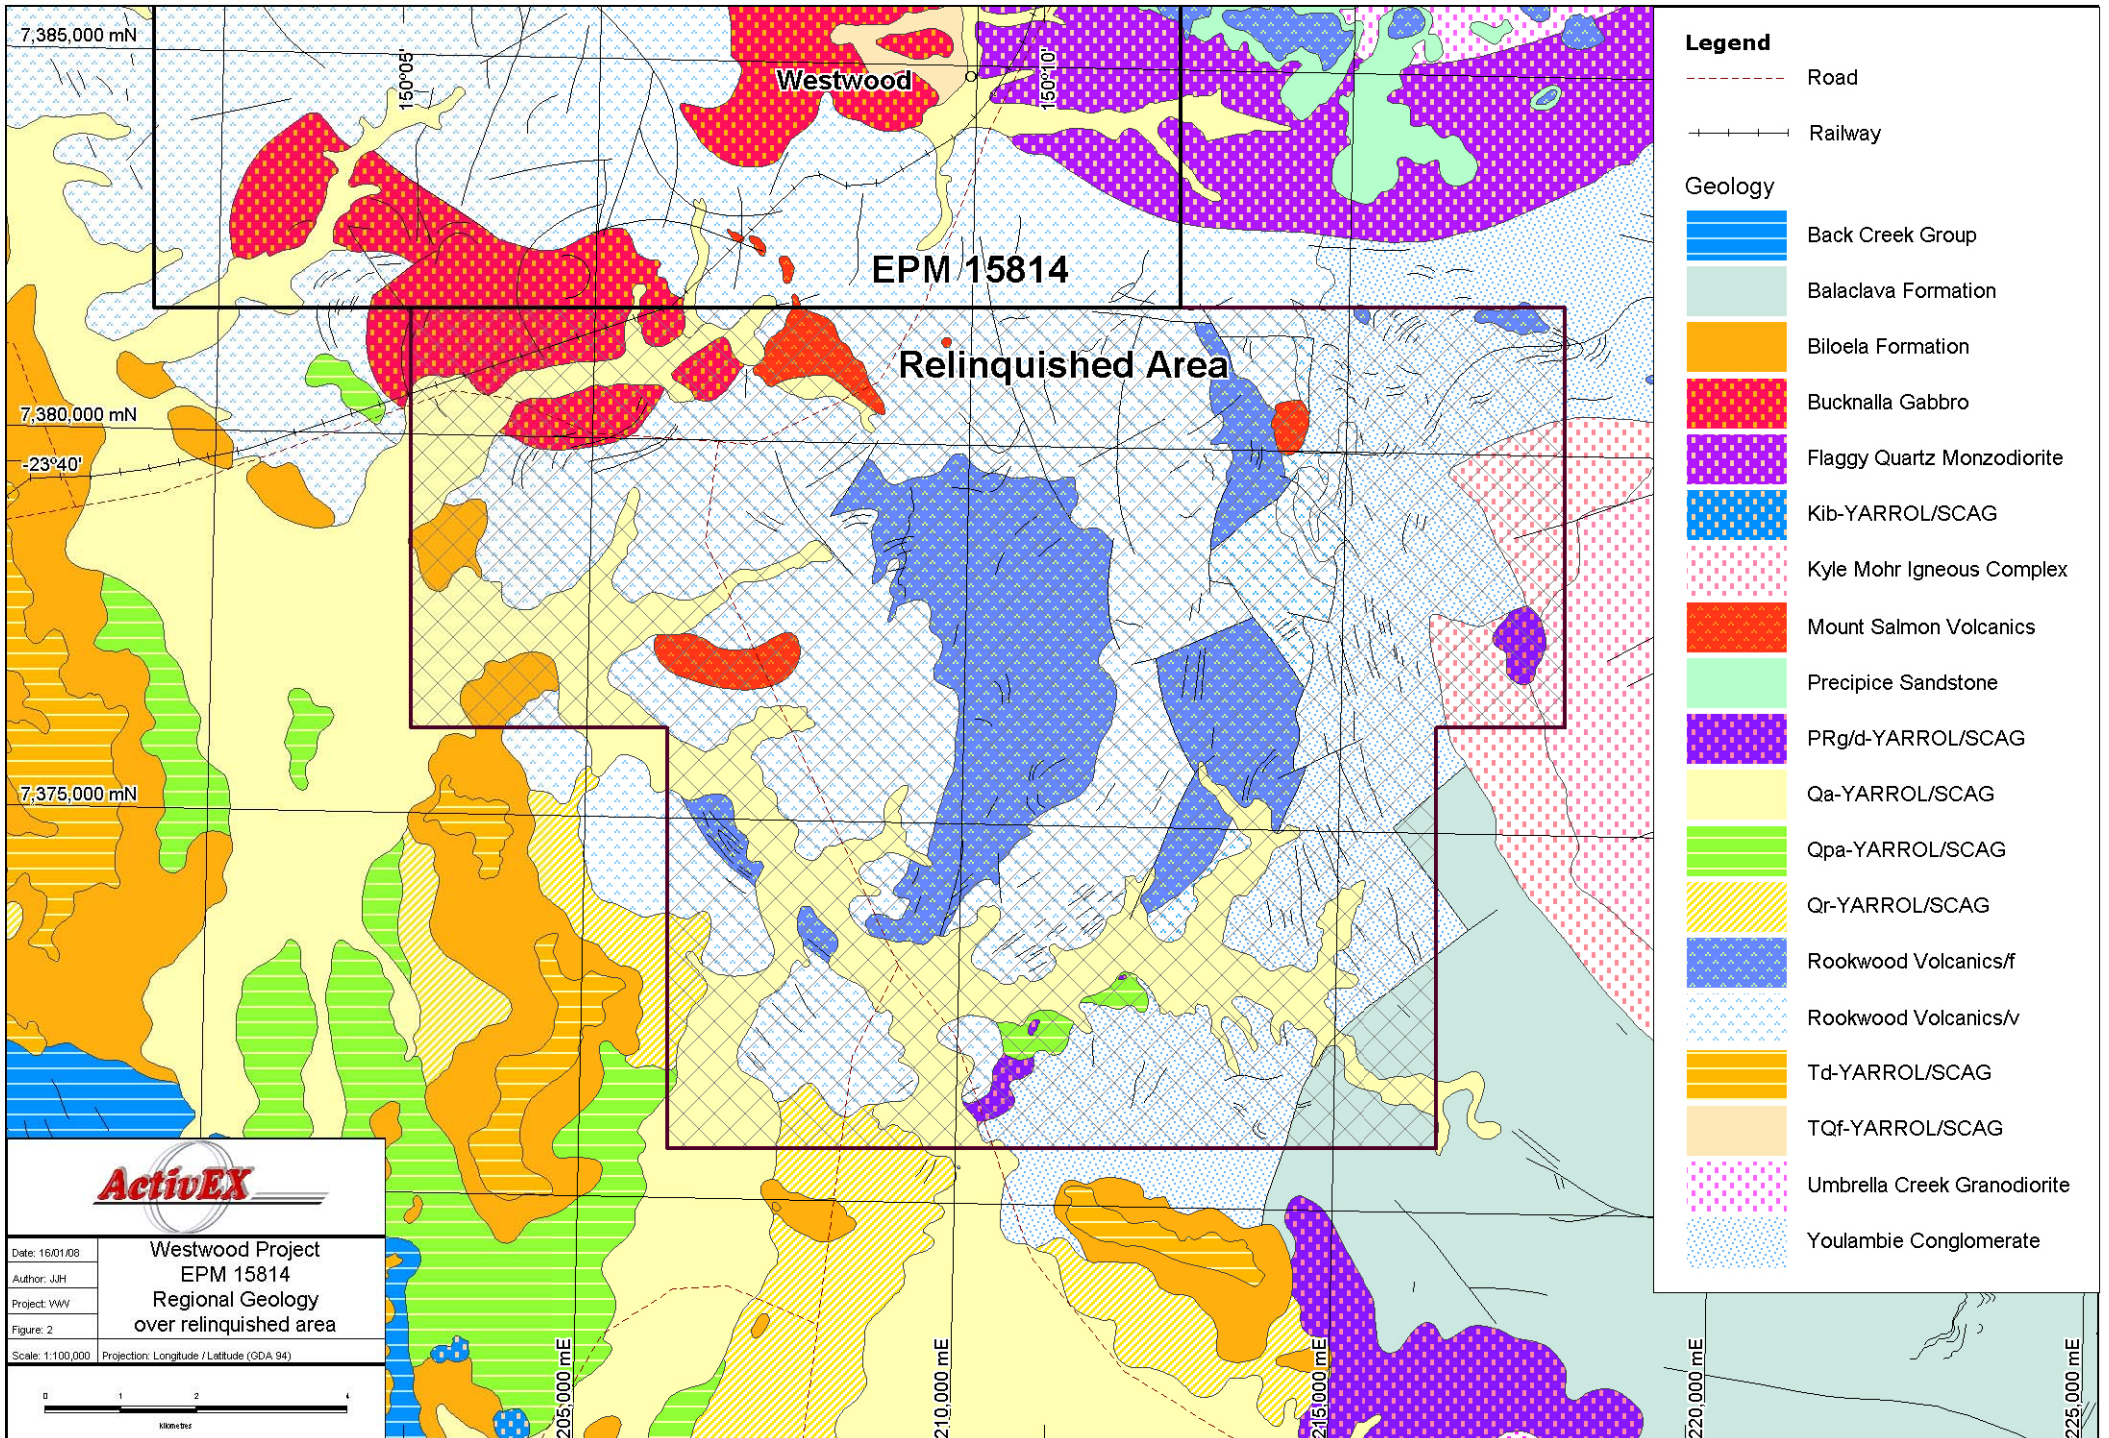 7,385,000 mN
150°05'
Westwood
150°10'
EPM 15814
Relinquished Area
7,380,000 mN
-23°40'
7,375,000 mN
205,000 mE
210,000 mE
215,000 mE
220,000 mE
225,000 mE
Legend
Road
Railway
Geology
Back Creek Group
Balaclava Formation
Biloela Formation
Bucknalla Gabbro
Flaggy Quartz Monzodiorite
Kib-YARROL/SCAG
Kyle Mohr Igneous Complex
Mount Salmon Volcanics
Precipice Sandstone
PRg/d-YARROL/SCAG
Qa-YARROL/SCAG
Qpa-YARROL/SCAG
Qr-YARROL/SCAG
Rookwood Volcanics/f
Rookwood Volcanics/v
Td-YARROL/SCAG
TQf-YARROL/SCAG
Umbrella Creek Granodiorite
Youlambie Conglomerate
ActivEX
Date: 16/01/08
Author: JJH
Project: WW
Figure: 2
Scale: 1:100,000
Westwood Project
EPM 15814
Regional Geology
over relinquished area
Projection: Longitude / Latitude (GDA 94)
0 1 2 4
kilometres